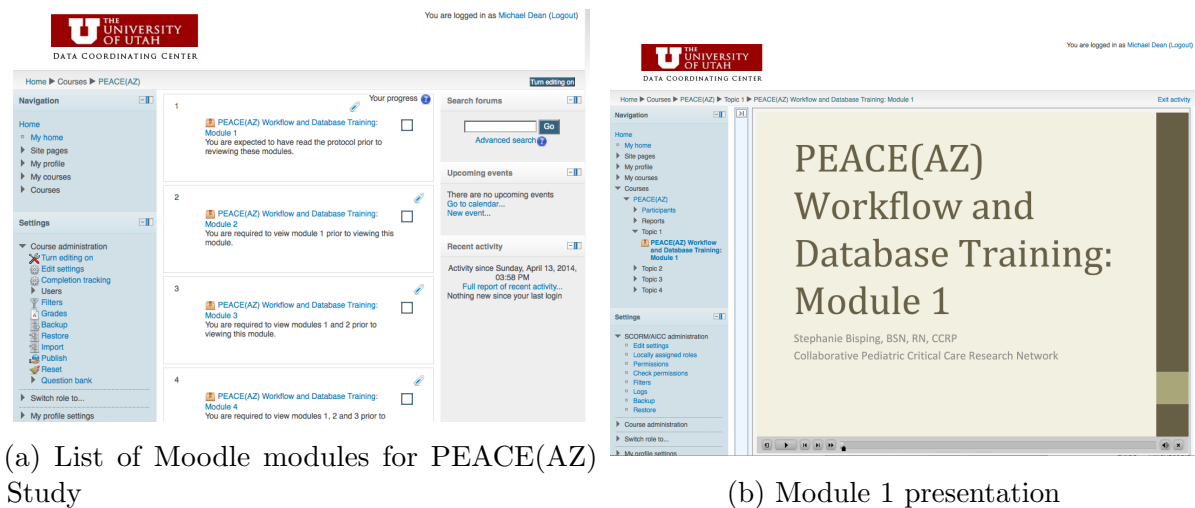 You are logged in as Michael Dean (Logout)
THE
UNIVERSITY
OF UTAH
DATA COORDINATING CENTER
Home ▶ Courses ▶ PEACE(AZ)
Turn editing on
Navigation
Home
My home
Site pages
My profile
My courses
Courses
Settings
Course administration
Turn editing on
Edit settings
Completion tracking
Users
Filters
Grades
Backup
Restore
Import
Publish
Reset
Question bank
Switch role to...
My profile settings
Your progress
1
PEACE(AZ) Workflow and Database Training:
Module 1
You are expected to have read the protocol prior to
reviewing these modules.
2
PEACE(AZ) Workflow and Database Training:
Module 2
You are required to veiw module 1 prior to viewing this
module.
3
PEACE(AZ) Workflow and Database Training:
Module 3
You are required to view modules 1 and 2 prior to
viewing this module.
4
PEACE(AZ) Workflow and Database Training:
Module 4
You are required to view modules 1, 2 and 3 prior to
Search forums
Go
Advanced search
Upcoming events
There are no upcoming events
Go to calendar...
New event...
Recent activity
Activity since Sunday, April 13, 2014,
03:58 PM
Full report of recent activity...
Nothing new since your last login
(a) List of Moodle modules for PEACE(AZ)
Study
You are logged in as Michael Dean (Logout)
THE
UNIVERSITY
OF UTAH
DATA COORDINATING CENTER
Home ▶ Courses ▶ PEACE(AZ) ▶ Topic 1 ▶ PEACE(AZ) Workflow and Database Training: Module 1
Exit activity
Navigation
Home
My home
Site pages
My profile
My courses
Courses
PEACE(AZ)
Participants
Reports
Topic 1
PEACE(AZ) Workflow
and Database Training:
Module 1
Topic 2
Topic 3
Topic 4
Settings
SCORM/AICC administration
Edit settings
Locally assigned roles
Permissions
Check permissions
Filters
Logs
Backup
Restore
Course administration
Switch role to...
My profile settings
PEACE(AZ)
Workflow and
Database Training:
Module 1
Stephanie Bisping, BSN, RN, CCRP
Collaborative Pediatric Critical Care Research Network
(b) Module 1 presentation